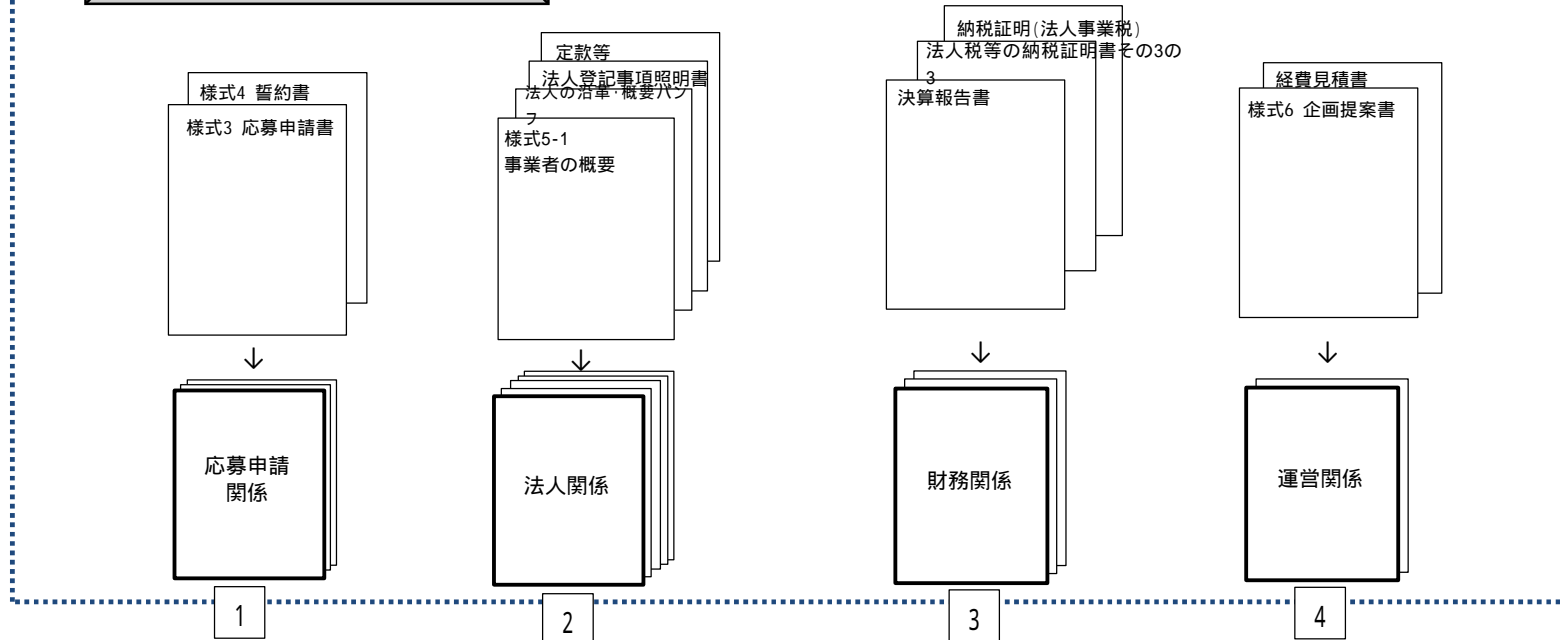 様式4 誓約書
様式3 応募申請書
定款等
法人登記事項照明書
法人の沿革・概要パン
フ
様式5-1
事業者の概要
納税証明(法人事業税)
法人税等の納税証明書その3の
3
決算報告書
経費見積書
様式6 企画提案書
↓
↓
↓
↓
応募申請
関係
法人関係
財務関係
運営関係
1
2
3
4